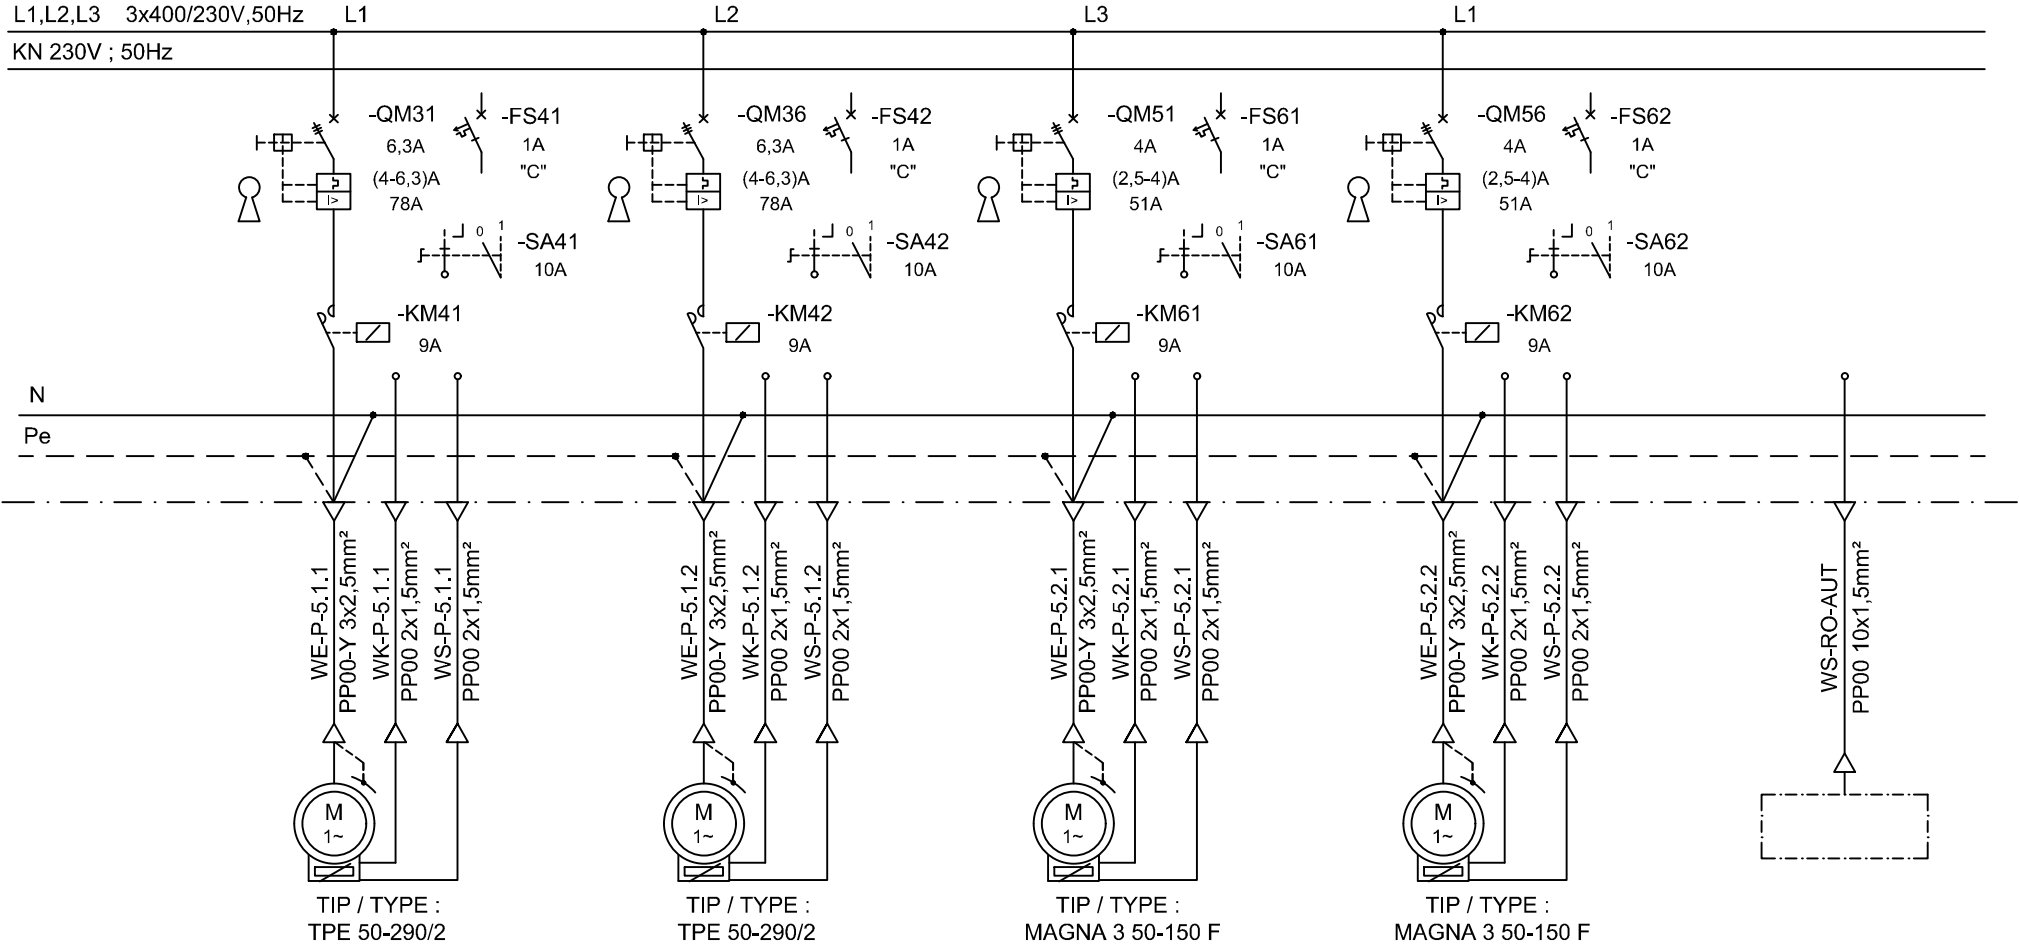 L1,L2,L3 3x400/230V,50Hz L1 L2 L3 L1
KN 230V ; 50Hz
-QM31
6,3A
(4-6,3)A
78A
I>
-FS41
1A
"C"
0 1
-SA41
10A
-KM41
9A
-QM36
6,3A
(4-6,3)A
78A
I>
-FS42
1A
"C"
0 1
-SA42
10A
-KM42
9A
-QM51
4A
(2,5-4)A
51A
I>
-FS61
1A
"C"
0 1
-SA61
10A
-KM61
9A
-QM56
4A
(2,5-4)A
51A
I>
-FS62
1A
"C"
0 1
-SA62
10A
-KM62
9A
N
Pe
WE-P-5.1.1
PP00-Y 3x2,5mm²
WK-P-5.1.1
PP00 2x1,5mm²
WS-P-5.1.1
PP00 2x1,5mm²
WE-P-5.1.2
PP00-Y 3x2,5mm²
WK-P-5.1.2
PP00 2x1,5mm²
WS-P-5.1.2
PP00 2x1,5mm²
WE-P-5.2.1
PP00-Y 3x2,5mm²
WK-P-5.2.1
PP00 2x1,5mm²
WS-P-5.2.1
PP00 2x1,5mm²
WE-P-5.2.2
PP00-Y 3x2,5mm²
WK-P-5.2.2
PP00 2x1,5mm²
WS-P-5.2.2
PP00 2x1,5mm²
WS-RO-AUT
PP00 10x1,5mm²
M
1~
M
1~
M
1~
M
1~
TIP / TYPE :
TPE 50-290/2
TIP / TYPE :
TPE 50-290/2
TIP / TYPE :
MAGNA 3 50-150 F
TIP / TYPE :
MAGNA 3 50-150 F